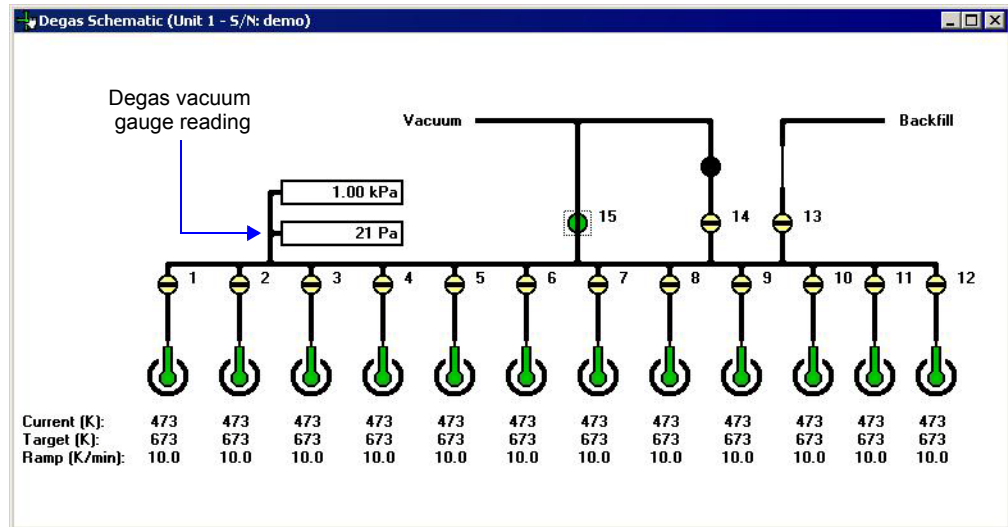 Degas Schematic (Unit 1 - S/N: demo)
Degas vacuum
gauge reading
Vacuum
Backfill
1.00 kPa
21 Pa
15
14
13
1 2 3 4 5 6 7 8 9 10 11 12
Current (K): 473 473 473 473 473 473 473 473 473 473 473 473
Target (K): 673 673 673 673 673 673 673 673 673 673 673 673
Ramp (K/min): 10.0 10.0 10.0 10.0 10.0 10.0 10.0 10.0 10.0 10.0 10.0 10.0